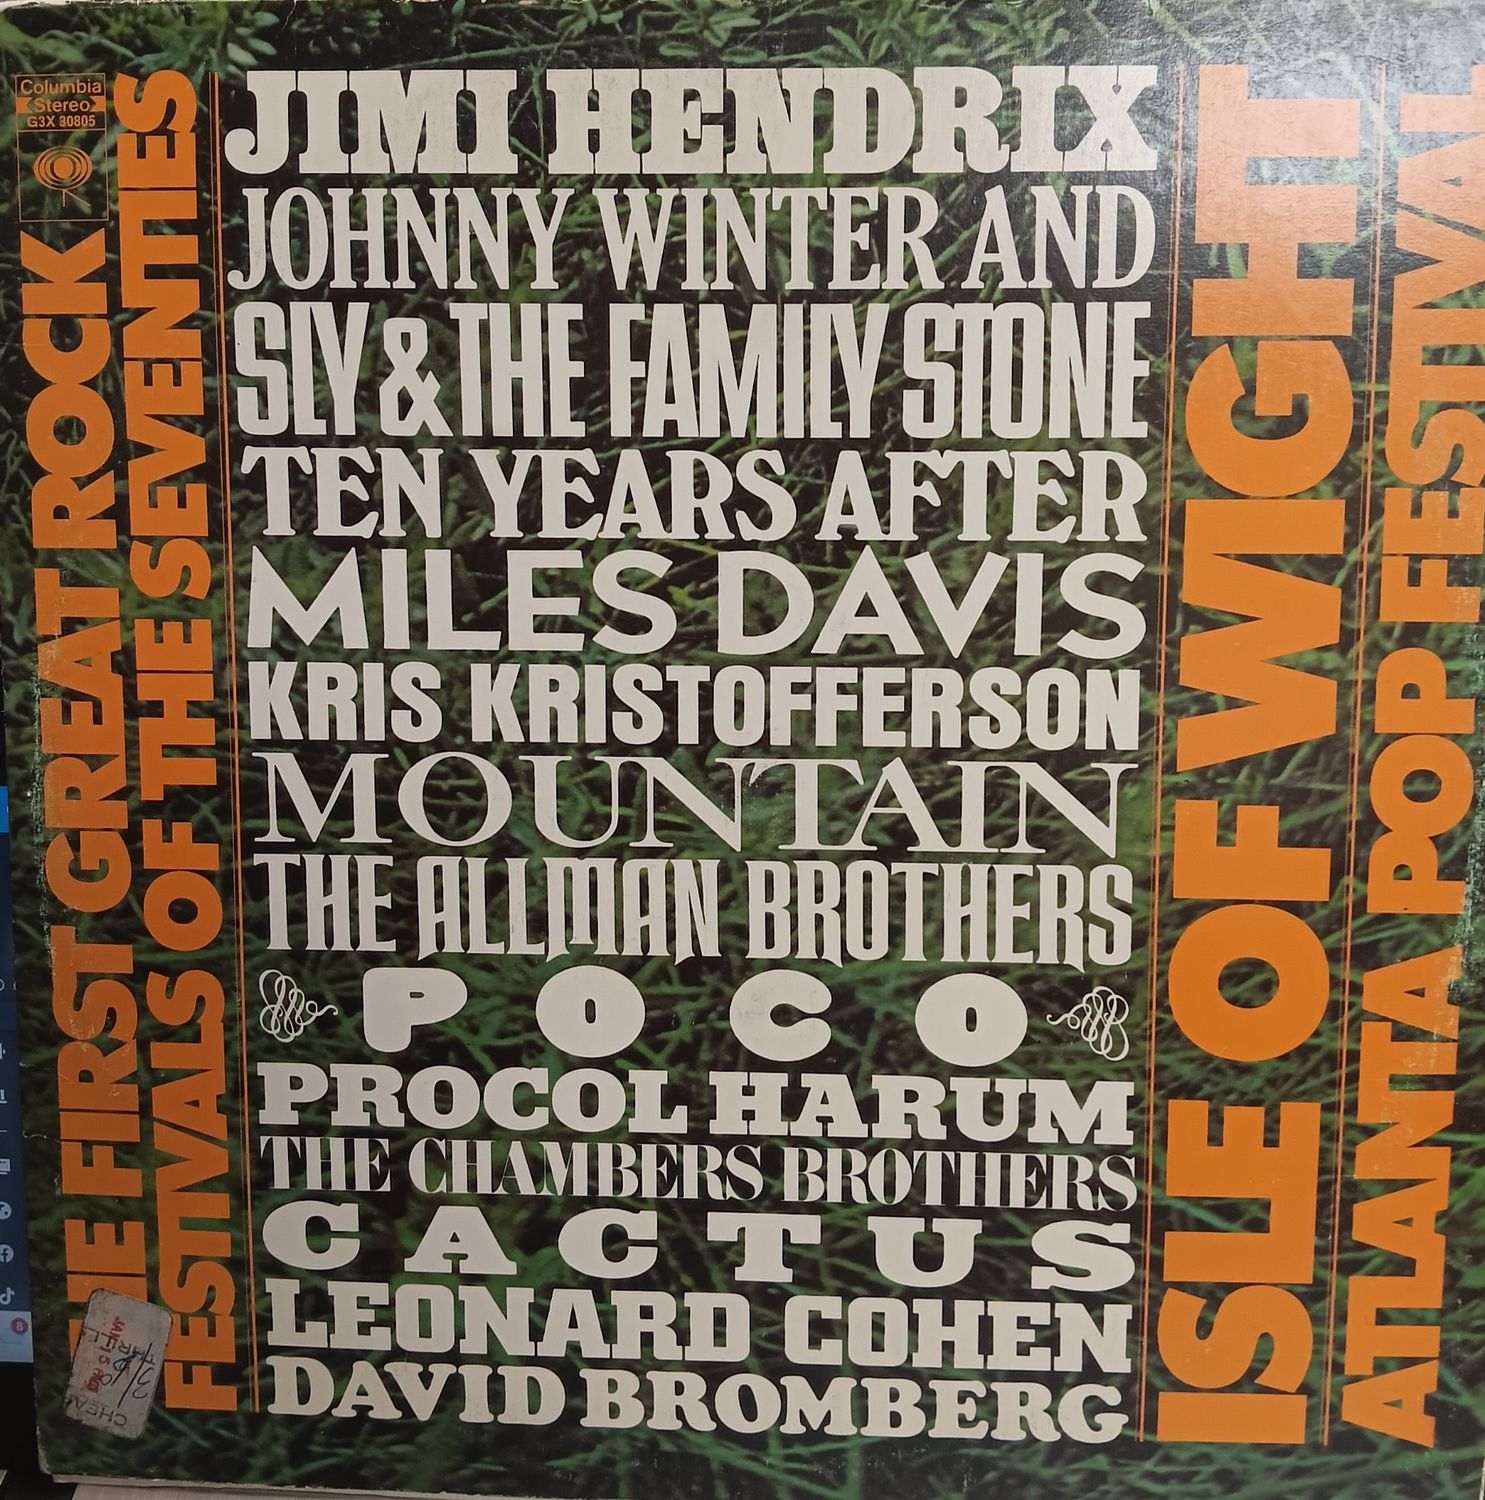 Columbia
Stereo
G3X 30805
THE FIRST GREAT ROCK
FESTIVALS OF THE SEVENTIES
JIMI HENDRIX
JOHNNY WINTER AND
SLY & THE FAMILY STONE
TEN YEARS AFTER
MILES DAVIS
KRIS KRISTOFFERSON
MOUNTAIN
THE ALLMAN BROTHERS
POCO
PROCOL HARUM
THE CHAMBERS BROTHERS
CACTUS
LEONARD COHEN
DAVID BROMBERG
ISLE OF WIGHT
ATLANTA POP FESTIVAL